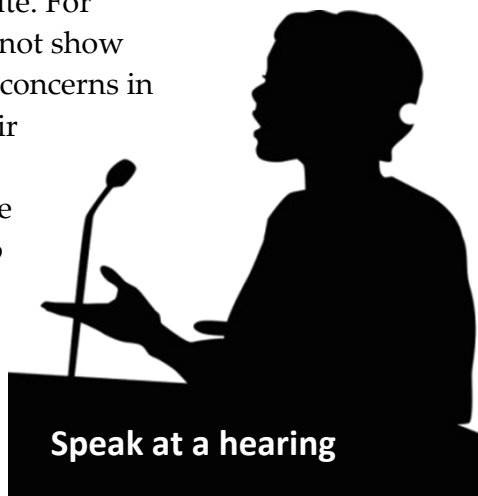 ite. For
not show
concerns in
ir
e
Speak at a hearing